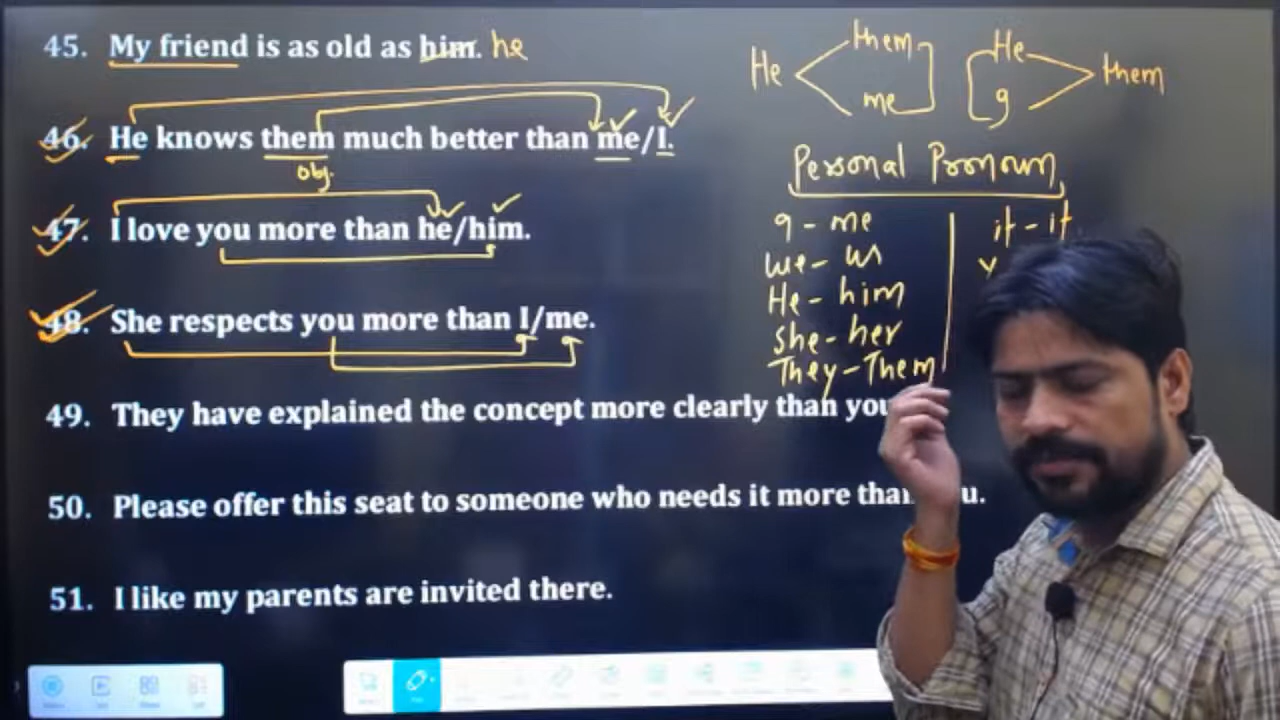 45. My friend is as old as him. he
46. He knows them much better than me/I.
obj.
47. I love you more than he/him.
48. She respects you more than I/me.
49. They have explained the concept more clearly than you
50. Please offer this seat to someone who needs it more than
51. I like my parents are invited there.
He them me
He I them
Personal Pronoun
I - me
we - us
He - him
she - her
They - Them
it - it